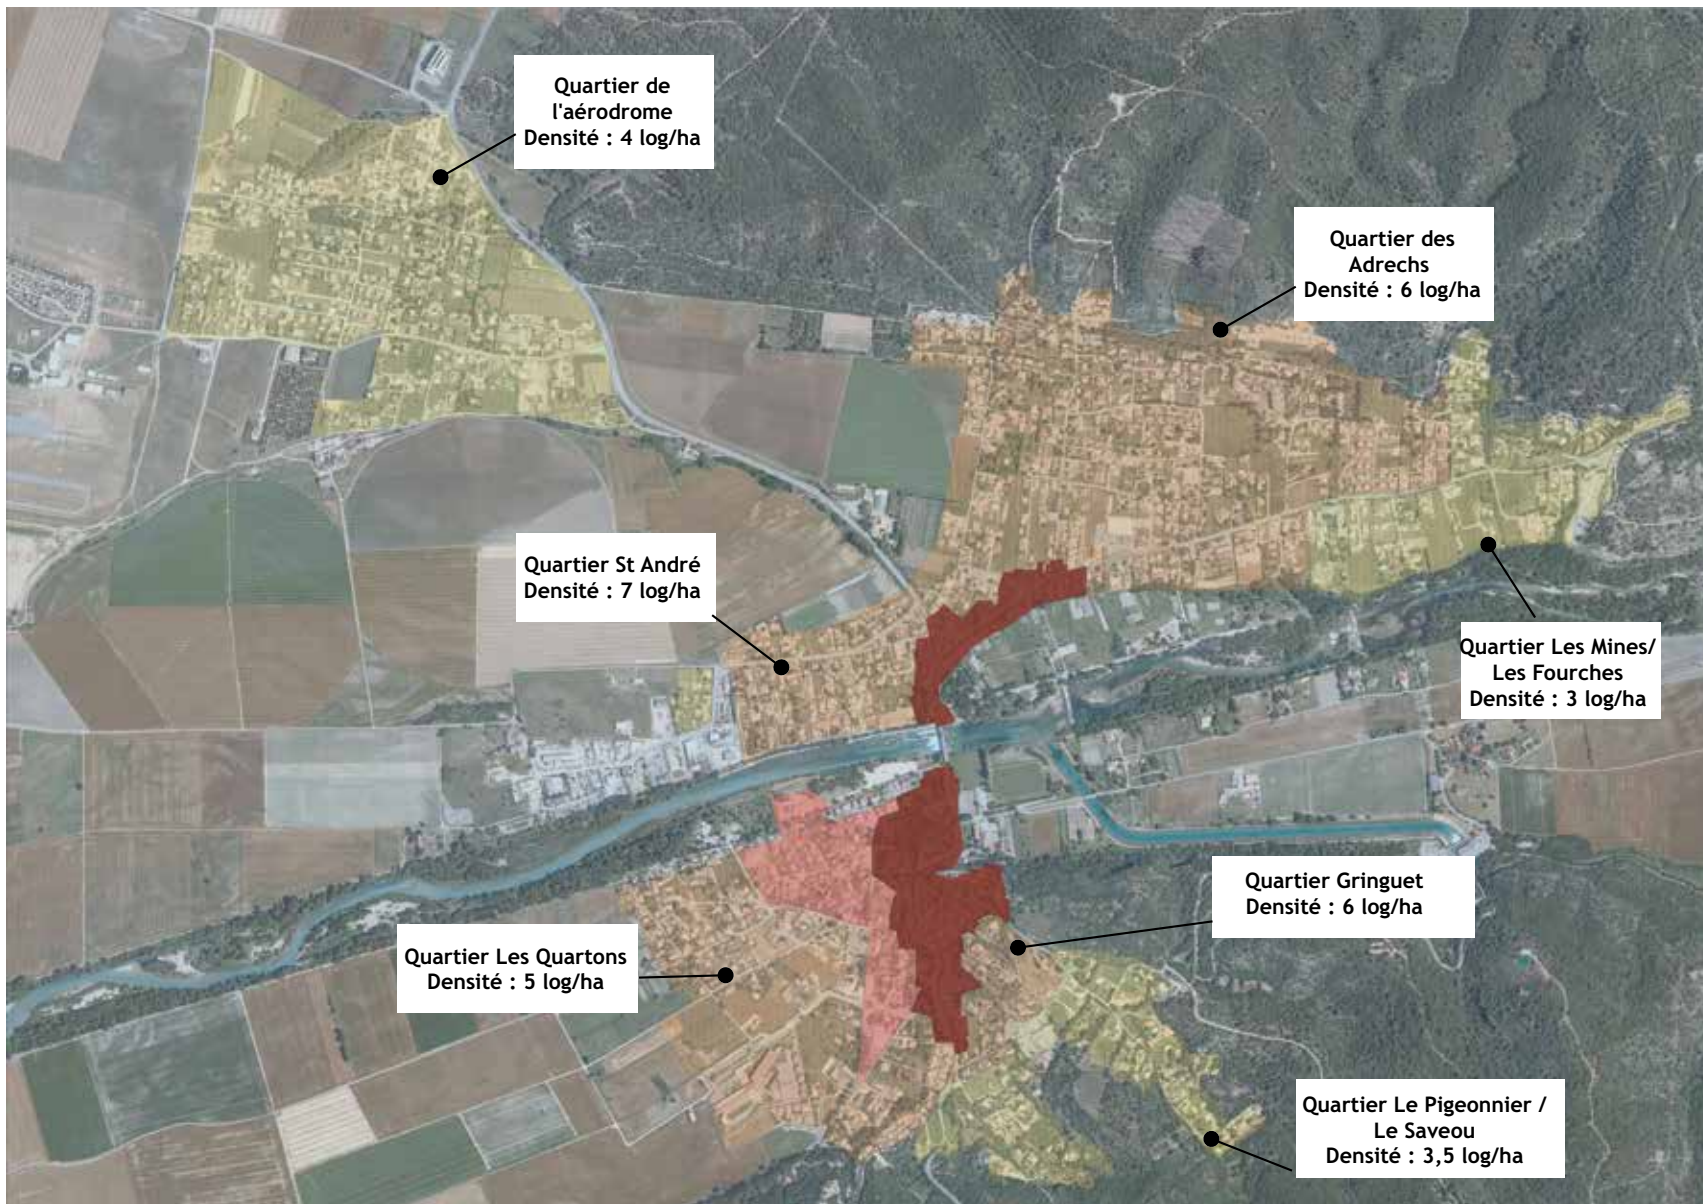 Quartier de
l'aérodrome
Densité : 4 log/ha
Quartier des
Adrechs
Densité : 6 log/ha
Quartier St André
Densité : 7 log/ha
Quartier Les Mines/
Les Fourches
Densité : 3 log/ha
Quartier Gringuet
Densité : 6 log/ha
Quartier Les Quartons
Densité : 5 log/ha
Quartier Le Pigeonnier /
Le Saveou
Densité : 3,5 log/ha